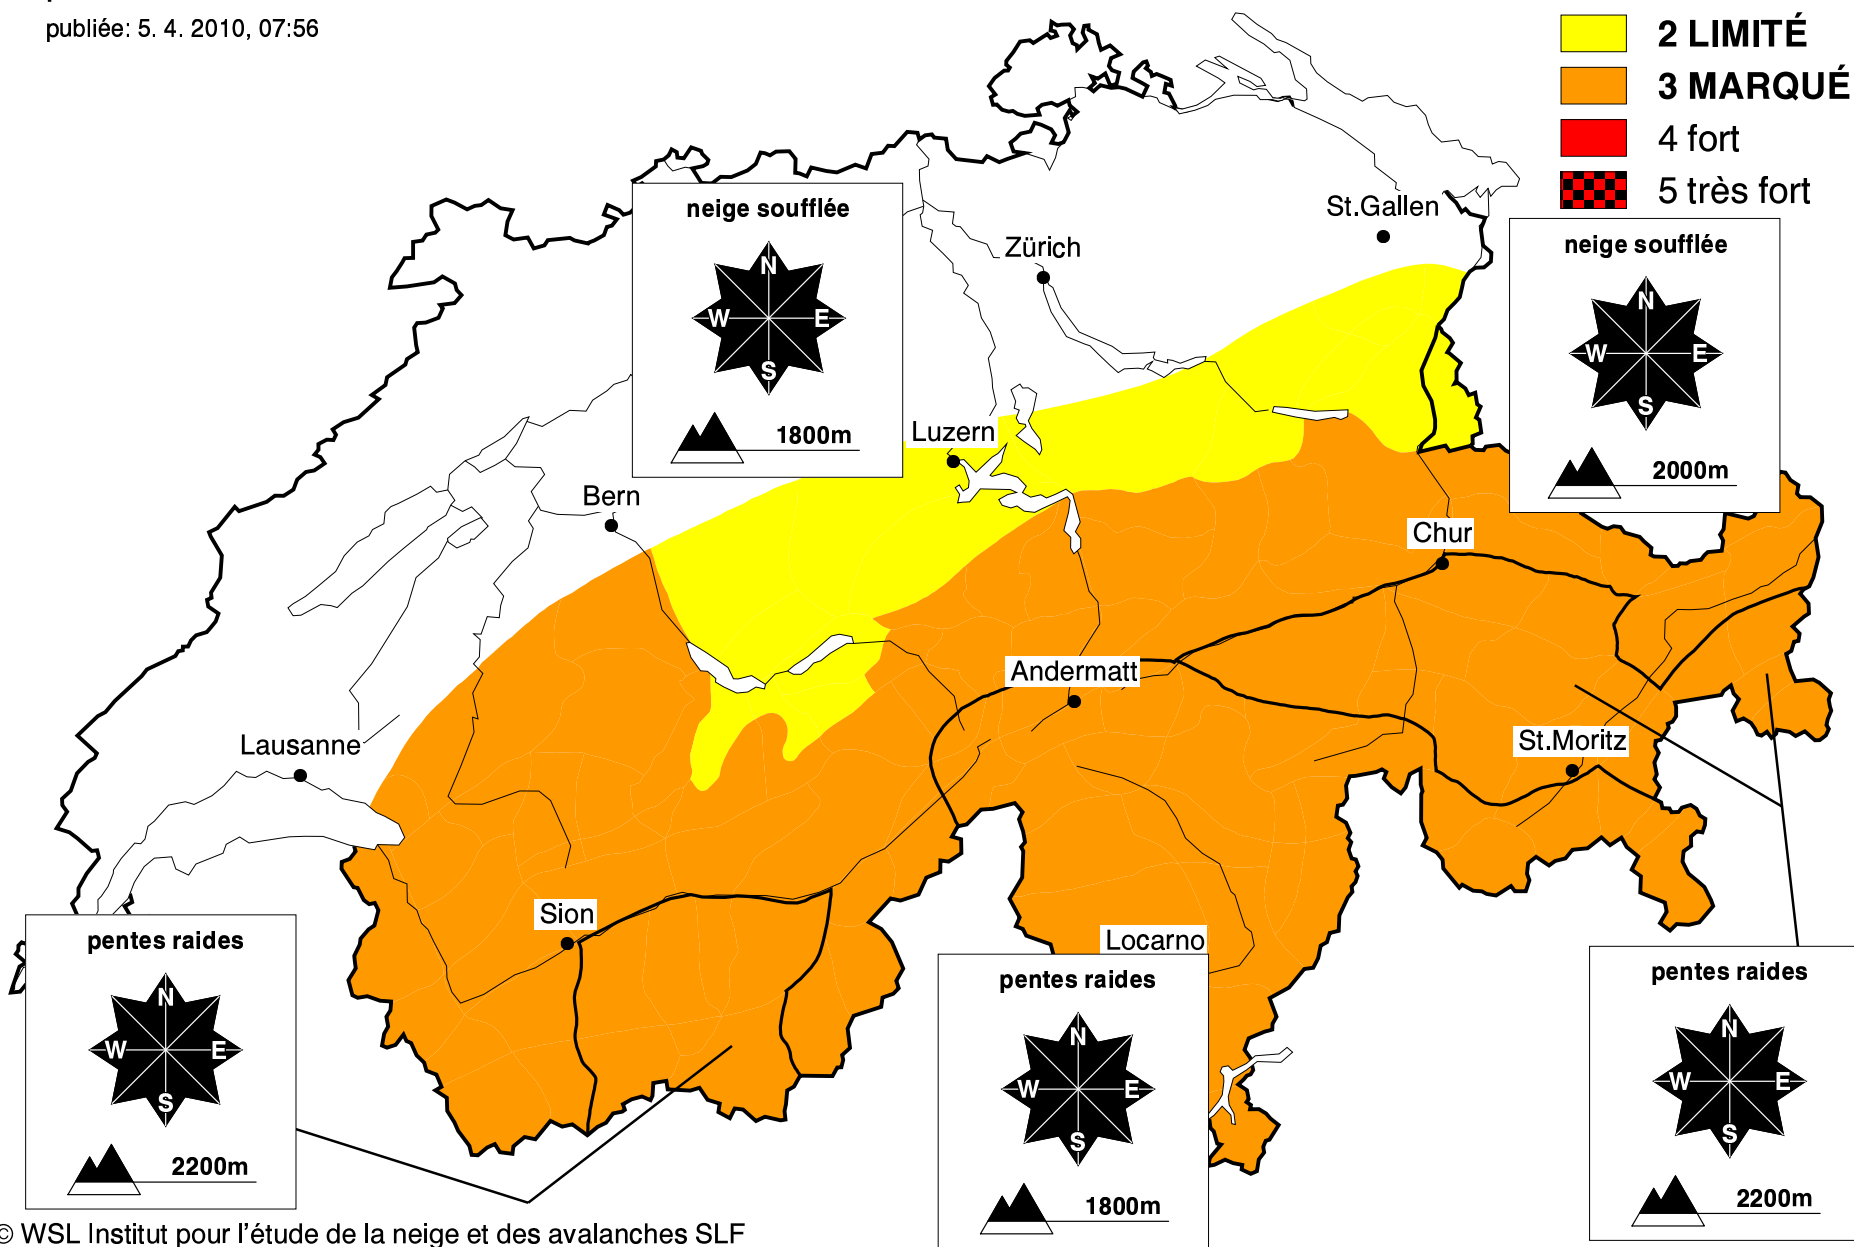 publiée: 5. 4. 2010, 07:56
2 LIMITÉ
3 MARQUÉ
4 fort
5 très fort
neige soufflée
N
W E
S
1800m
neige soufflée
N
W E
S
2000m
St.Gallen
Zürich
Luzern
Bern
Chur
Andermatt
Lausanne
St.Moritz
Sion
Locarno
pentes raides
N
W E
S
2200m
pentes raides
N
W E
S
1800m
pentes raides
N
W E
S
2200m
© WSL Institut pour l'étude de la neige et des avalanches SLF